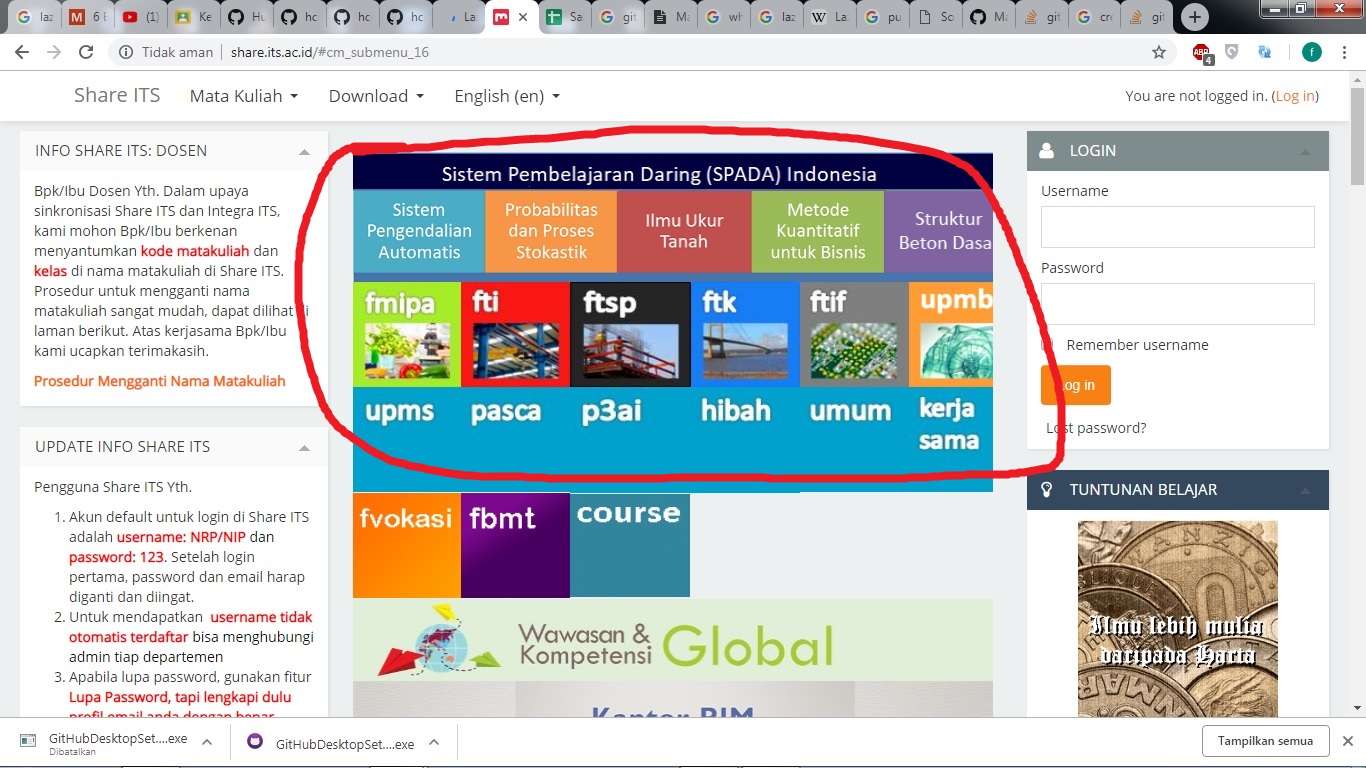 laz
M
6 E
(1)
Ke
Hu
hc
hc
hc
La
Sa
git
Ma
wh
laz
La
pu
Sc
Mo
git
cre
git
Tidak aman
share.its.ac.id/#cm_submenu_16
ABP
4
f
Share ITS
Mata Kuliah
Download
English (en)
You are not logged in. (Log in)
INFO SHARE ITS: DOSEN
Bpk/Ibu Dosen Yth. Dalam upaya
sinkronisasi Share ITS dan Integra ITS,
kami mohon Bpk/Ibu berkenan
menyantumkan kode matakuliah dan
kelas di nama matakuliah di Share ITS.
Prosedur untuk mengganti nama
matakuliah sangat mudah, dapat dilihat di
laman berikut. Atas kerjasama Bpk/Ibu
kami ucapkan terimakasih.
Prosedur Mengganti Nama Matakuliah
UPDATE INFO SHARE ITS
Pengguna Share ITS Yth.
1. Akun default untuk login di Share ITS
adalah username: NRP/NIP dan
password: 123. Setelah login
pertama, password dan email harap
diganti dan diingat.
2. Untuk mendapatkan username tidak
otomatis terdaftar bisa menghubungi
admin tiap departemen
3. Apabila lupa password, gunakan fitur
Lupa Password, tapi lengkapi dulu
profil email anda dengan benar
Sistem Pembelajaran Daring (SPADA) Indonesia
Sistem
Pengendalian
Automatis
Probabilitas
dan Proses
Stokastik
Ilmu Ukur
Tanah
Metode
Kuantitatif
untuk Bisnis
Struktur
Beton Dasa
fmipa
fti
ftsp
ftk
ftif
upmb
upms
pasca
p3ai
hibah
umum
kerja
sama
fvokasi
fbmt
course
Wawasan &
Kompetensi
Global
Kantor PJM
LOGIN
Username
Password
Remember username
Log in
Lost password?
TUNTUNAN BELAJAR
Ilmu lebih mulia
daripada Harta
GitHubDesktopSet....exe
Dibatalkan
GitHubDesktopSet....exe
Tampilkan semua